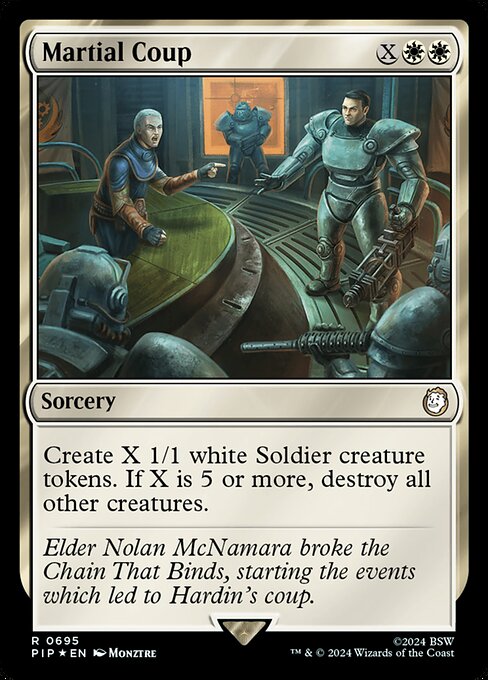 Martial Coup X
Sorcery
Create X 1/1 white Soldier creature
tokens. If X is 5 or more, destroy all
other creatures.
Elder Nolan McNamara broke the
Chain That Binds, starting the events
which led to Hardin's coup.
R 0695
PIP★EN Monztre
©2024 BSW
™ & © 2024 Wizards of the Coast